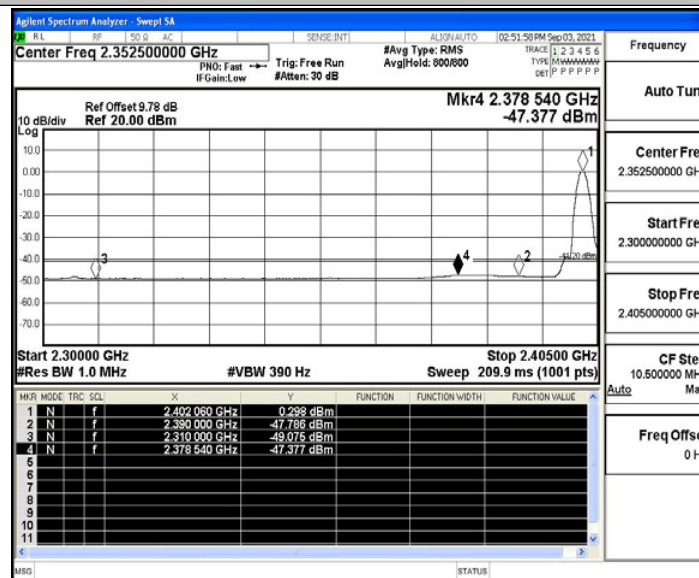 Agilent Spectrum Analyzer - Swept SA
RL RF 50 Ω AC SENSE:INT ALIGN AUTO 02:51:58 PM Sep 03, 2021
Center Freq 2.352500000 GHz
PNO: Fast Trig: Free Run
IFGain:Low #Atten: 30 dB
#Avg Type: RMS
Avg|Hold: 800/800
TRACE 1 2 3 4 5 6
TYPE M
DET P P P P P P
Frequency
Auto Tun
Center Fre
2.352500000 GH
Start Fre
2.300000000 GH
Stop Fre
2.405000000 GH
CF Ste
10.500000 MH
Auto Ma
Freq Offse
0 H
Mkr4 2.378 540 GHz
-47.377 dBm
Ref Offset 9.78 dB
10 dB/div Ref 20.00 dBm
Log
10.0
0.00
-10.0
-20.0
-30.0
-40.0
-50.0
-60.0
-70.0
1
2
3
4
Start 2.30000 GHz Stop 2.40500 GHz
#Res BW 1.0 MHz #VBW 390 Hz Sweep 209.9 ms (1001 pts)
MKR MODE TRC SCL X Y FUNCTION FUNCTION WIDTH FUNCTION VALUE
1 N f 2.402 060 GHz 0.298 dBm
2 N f 2.390 000 GHz -47.786 dBm
3 N f 2.310 000 GHz -49.075 dBm
4 N f 2.378 540 GHz -47.377 dBm
5
6
7
8
9
10
11
MSG STATUS